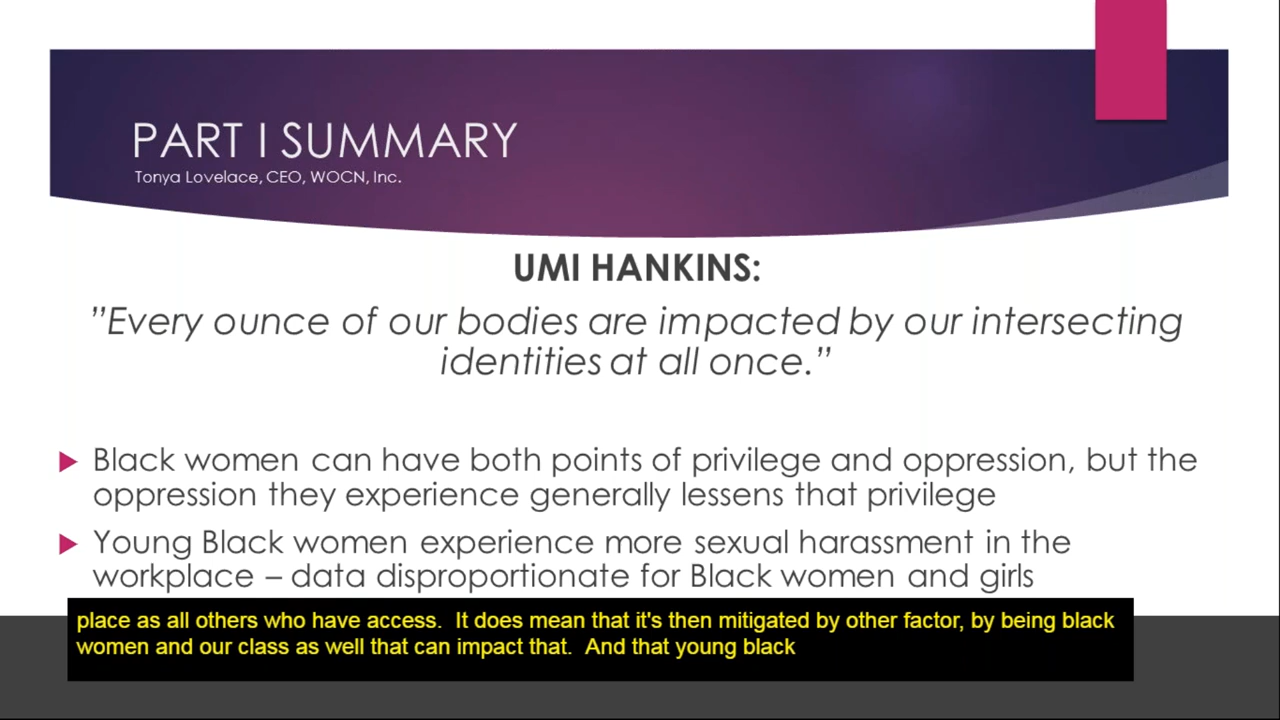 PART I SUMMARY
Tonya Lovelace, CEO, WOCN, Inc.
UMI HANKINS:
”Every ounce of our bodies are impacted by our intersecting
identities at all once.”
Black women can have both points of privilege and oppression, but the
oppression they experience generally lessens that privilege
Young Black women experience more sexual harassment in the
workplace – data disproportionate for Black women and girls
place as all others who have access.  It does mean that it's then mitigated by other factor, by being black
women and our class as well that can impact that.  And that young black